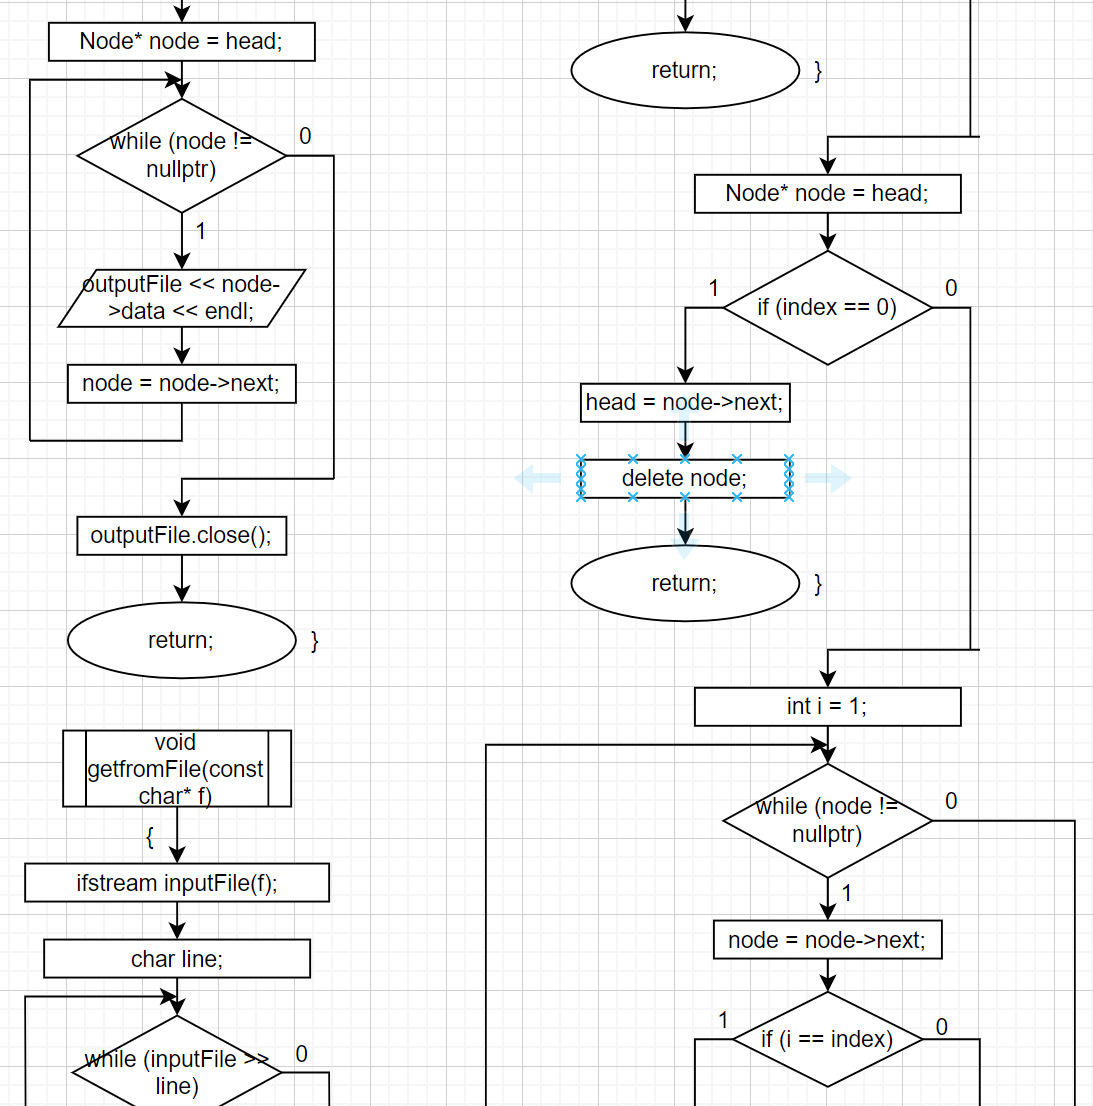 Node* node = head;
while (node !=
nullptr)
0
1
outputFile << node-
>data << endl;
node = node->next;
outputFile.close();
return;
}
void
getfromFile(const
char* f)
{
ifstream inputFile(f);
char line;
while (inputFile >>
line)
0
return;
}
Node* node = head;
1
if (index == 0)
0
head = node->next;
delete node;
return;
}
int i = 1;
while (node !=
nullptr)
0
1
node = node->next;
1
if (i == index)
0